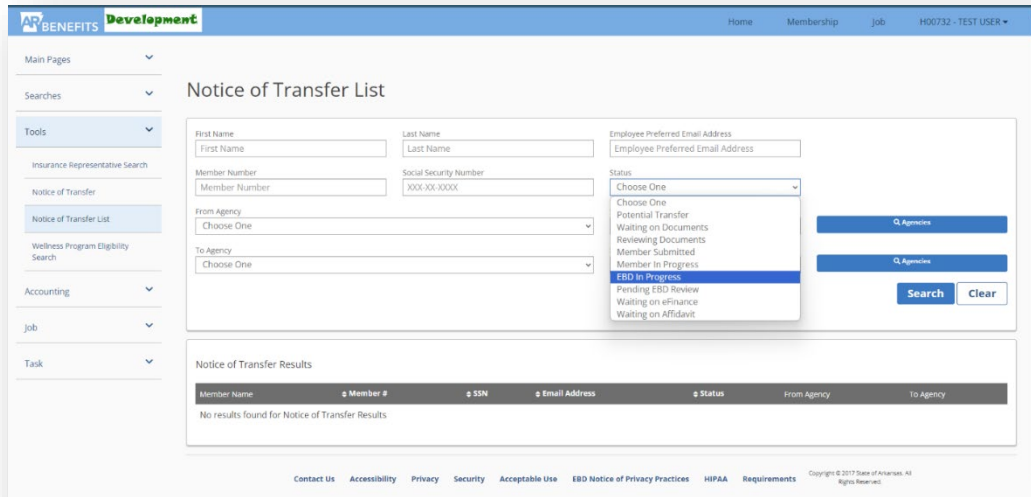 ARBENEFITS Development Home Membership Job H00732 - TEST USER
Main Pages
Searches
Tools
Insurance Representative Search
Notice of Transfer
Notice of Transfer List
Wellness Program Eligibility
Search
Accounting
Job
Task
Notice of Transfer List
First Name Last Name Employee Preferred Email Address
First Name Last Name Employee Preferred Email Address
Member Number Social Security Number Status
Member Number XXX-XX-XXXX Choose One
Choose One
Potential Transfer
Waiting on Documents
Reviewing Documents
Member Submitted
Member In Progress
EBD In Progress
Pending EBD Review
Waiting on eFinance
Waiting on Affidavit
From Agency
Choose One Agencies
To Agency
Choose One Agencies
Search Clear
Notice of Transfer Results
Member Name Member # SSN Email Address Status From Agency To Agency
No results found for Notice of Transfer Results
Contact Us Accessibility Privacy Security Acceptable Use EBD Notice of Privacy Practices HIPAA Requirements Copyright © 2017 State of Arkansas. All
Rights Reserved.